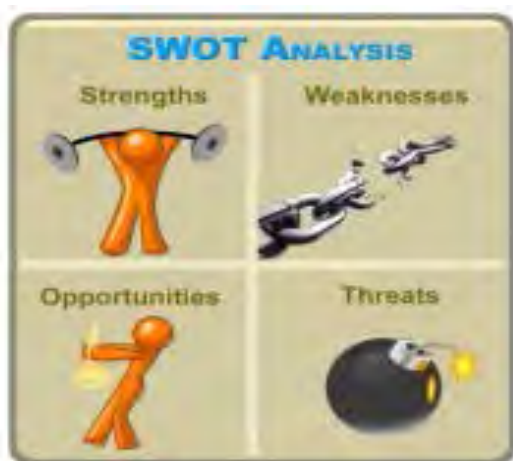 SWOT ANALYSIS
Strengths
Weaknesses
Opportunities
Threats